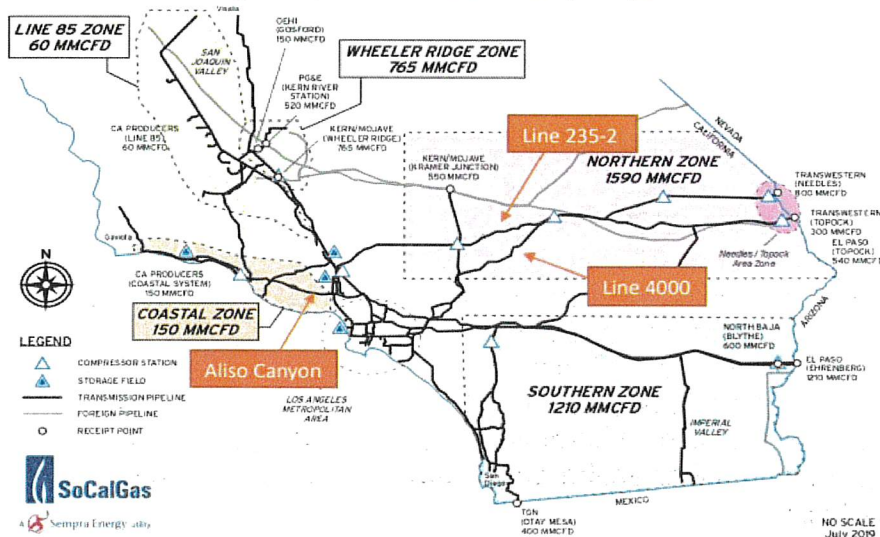 Visalia
LINE 85 ZONE
60 MMCFD
SAN
JOAQUIN
VALLEY
OEHI
(GOSFORD)
150 MMCFD
WHEELER RIDGE ZONE
765 MMCFD
PG&E
(KERN RIVER
STATION)
520 MMCFD
CA PRODUCERS
(LINE 85)
60 MMCFD
KERN/MOJAVE
(WHEELER RIDGE)
765 MMCFD
Line 235-2
NEVADA
CALIFORNIA
KERN/MOJAVE
(KRAMER JUNCTION)
550 MMCFD
NORTHERN ZONE
1590 MMCFD
TRANSWESTERN
(NEEDLES)
800 MMCFD
TRANSWESTERN
(TOPOCK)
300 MMCFD
EL PASO
(TOPOCK)
540 MMCFD
Needles/Topock
Area Zone
Gaviota
N
CA PRODUCERS
(COASTAL SYSTEM)
150 MMCFD
Line 4000
COASTAL ZONE
150 MMCFD
ARIZONA
NORTH BAJA
(BLYTHE)
600 MMCFD
LEGEND
COMPRESSOR STATION
STORAGE FIELD
TRANSMISSION PIPELINE
FOREIGN PIPELINE
RECEIPT POINT
Aliso Canyon
EL PASO
(EHRENBERG)
1210 MMCFD
LOS ANGELES
METROPOLITAN
AREA
SOUTHERN ZONE
1210 MMCFD
IMPERIAL
VALLEY
San
Diego
MEXICO
SoCalGas
A Sempra Energy utility
TGN
(OTAY MESA)
400 MMCFD
NO SCALE
July 2019